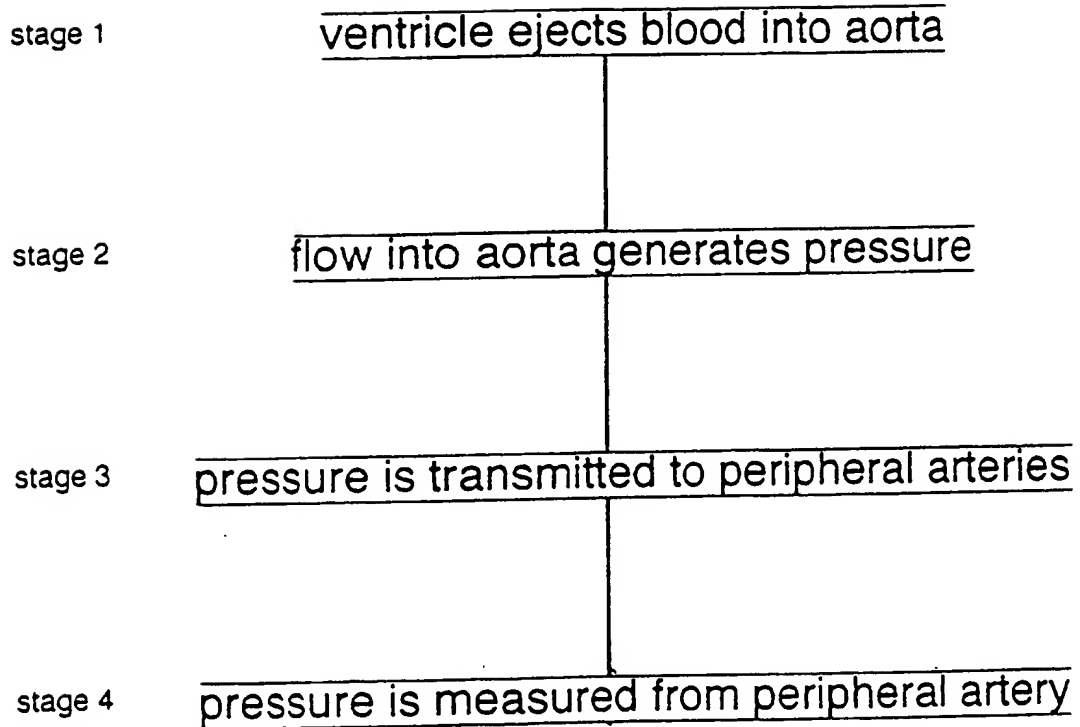 stage 1 ventricle ejects blood into aorta
stage 2 flow into aorta generates pressure
stage 3 pressure is transmitted to peripheral arteries
stage 4 pressure is measured from peripheral artery